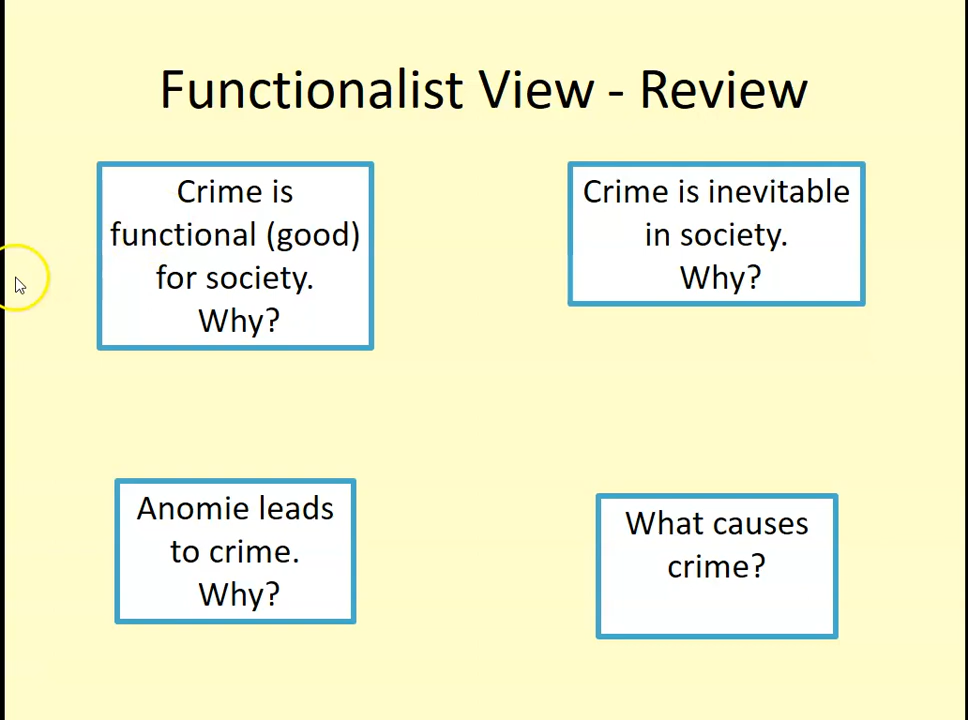 Functionalist View - Review
Crime is
functional (good)
for society.
Why?
Crime is inevitable
in society.
Why?
Anomie leads
to crime.
Why?
What causes
crime?